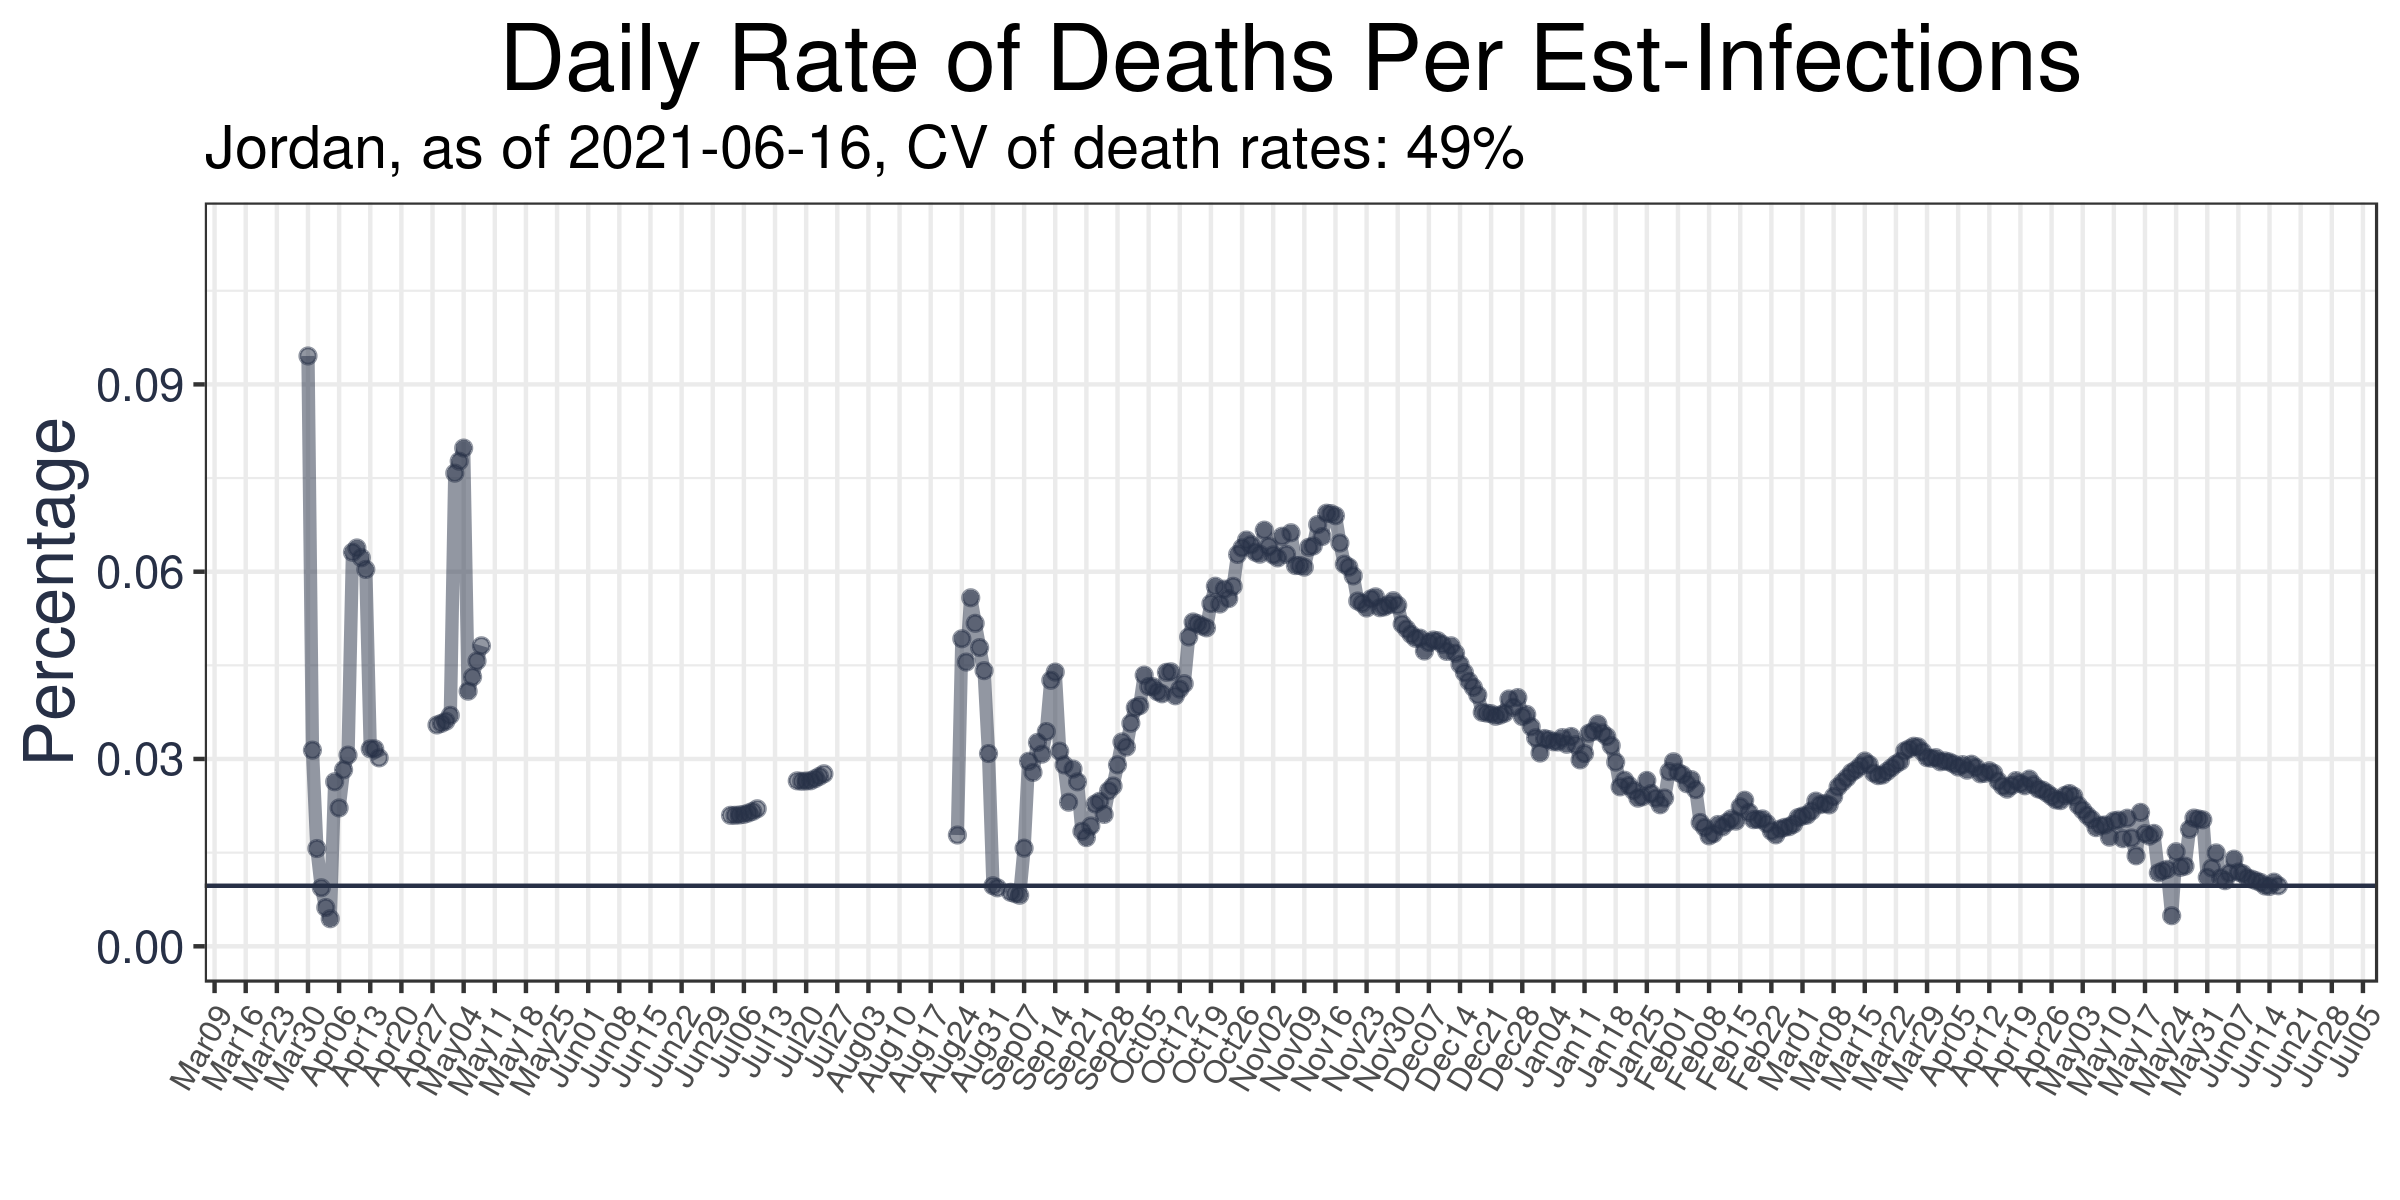 Daily Rate of Deaths Per Est-Infections
Jordan, as of 2021-06-16, CV of death rates: 49%
Percentage
0.09
0.06
0.03
0.00
Mar09
Mar16
Mar23
Mar30
Apr06
Apr13
Apr20
Apr27
May04
May11
May18
May25
Jun01
Jun08
Jun15
Jun22
Jun29
Jul06
Jul13
Jul20
Jul27
Aug03
Aug10
Aug17
Aug24
Aug31
Sep07
Sep14
Sep21
Sep28
Oct05
Oct12
Oct19
Oct26
Nov02
Nov09
Nov16
Nov23
Nov30
Dec07
Dec14
Dec21
Dec28
Jan04
Jan11
Jan18
Jan25
Feb01
Feb08
Feb15
Feb22
Mar01
Mar08
Mar15
Mar22
Mar29
Apr05
Apr12
Apr19
Apr26
May03
May10
May17
May24
May31
Jun07
Jun14
Jun21
Jun28
Jul05